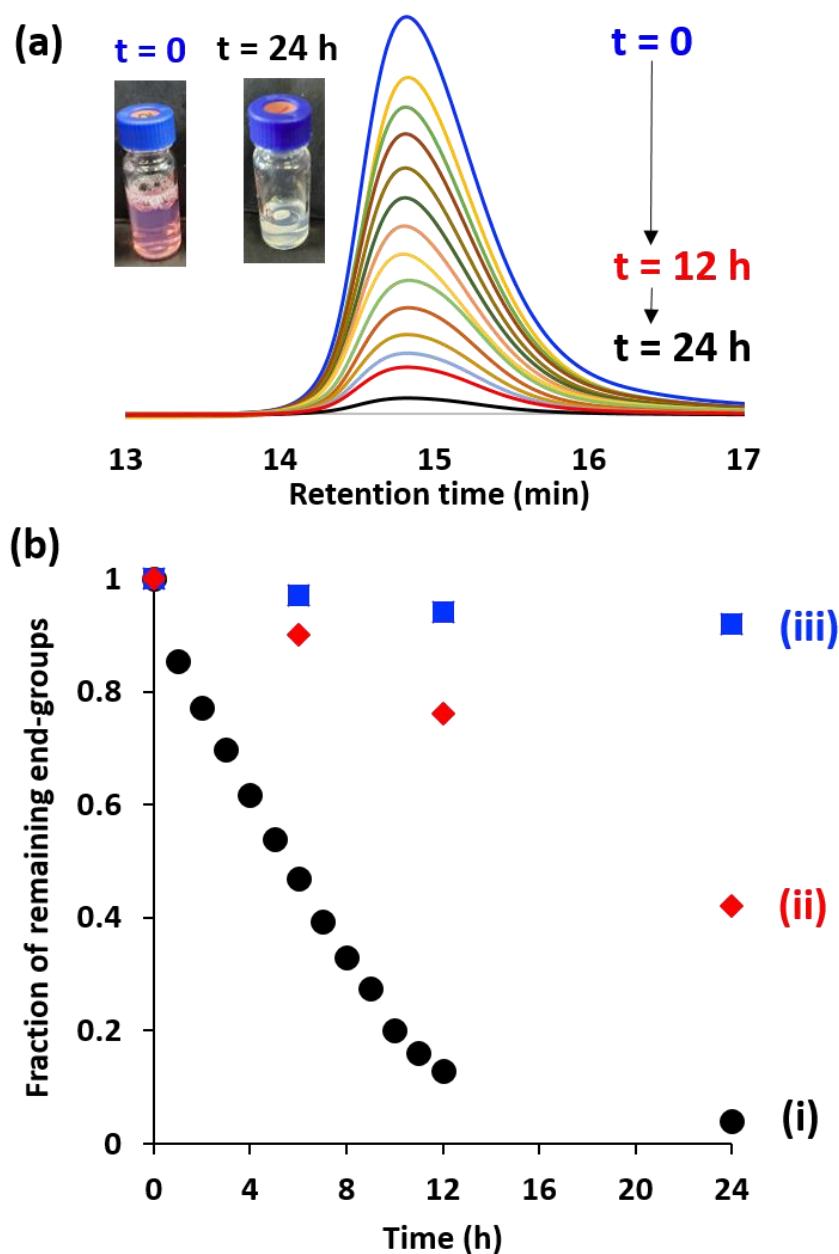 (a)
t = 0 t = 24 h
t = 0
t = 12 h
t = 24 h
13 14 15 16 17
Retention time (min)
(b)
Fraction of remaining end-groups
1
0.8
0.6
0.4
0.2
0
(iii)
(ii)
(i)
0 4 8 12 16 20 24
Time (h)